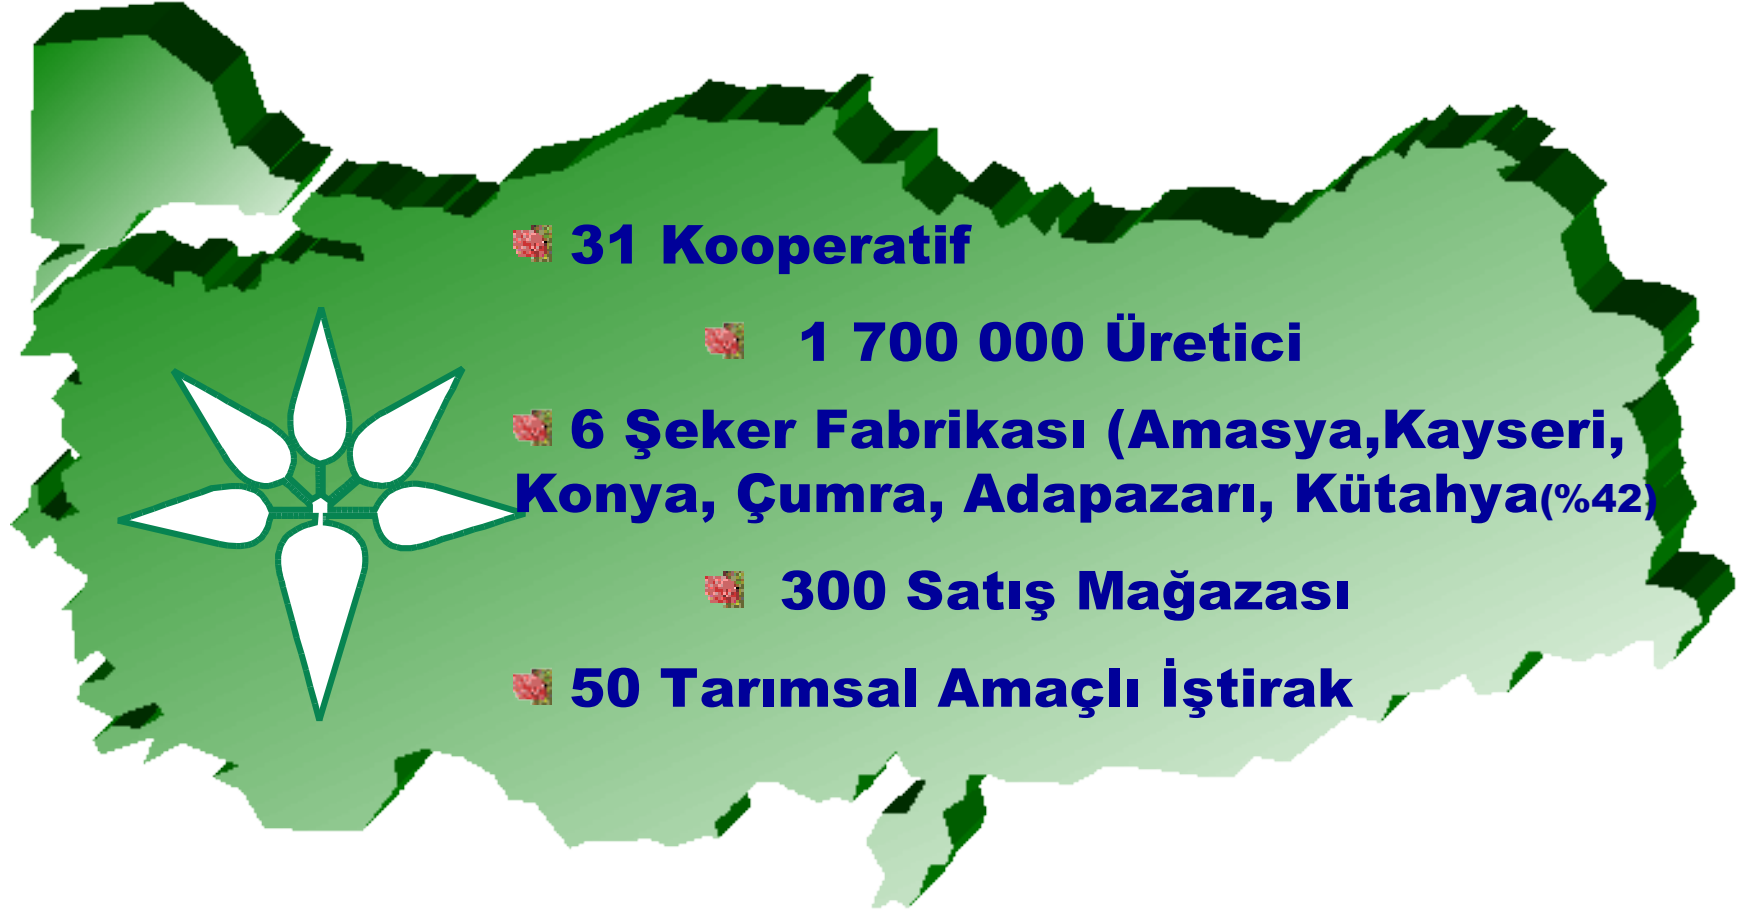 31 Kooperatif
1 700 000 Üretici
6 Şeker Fabrikası (Amasya,Kayseri,
Konya, Çumra, Adapazarı, Kütahya(%42)
300 Satış Mağazası
50 Tarımsal Amaçlı İştirak